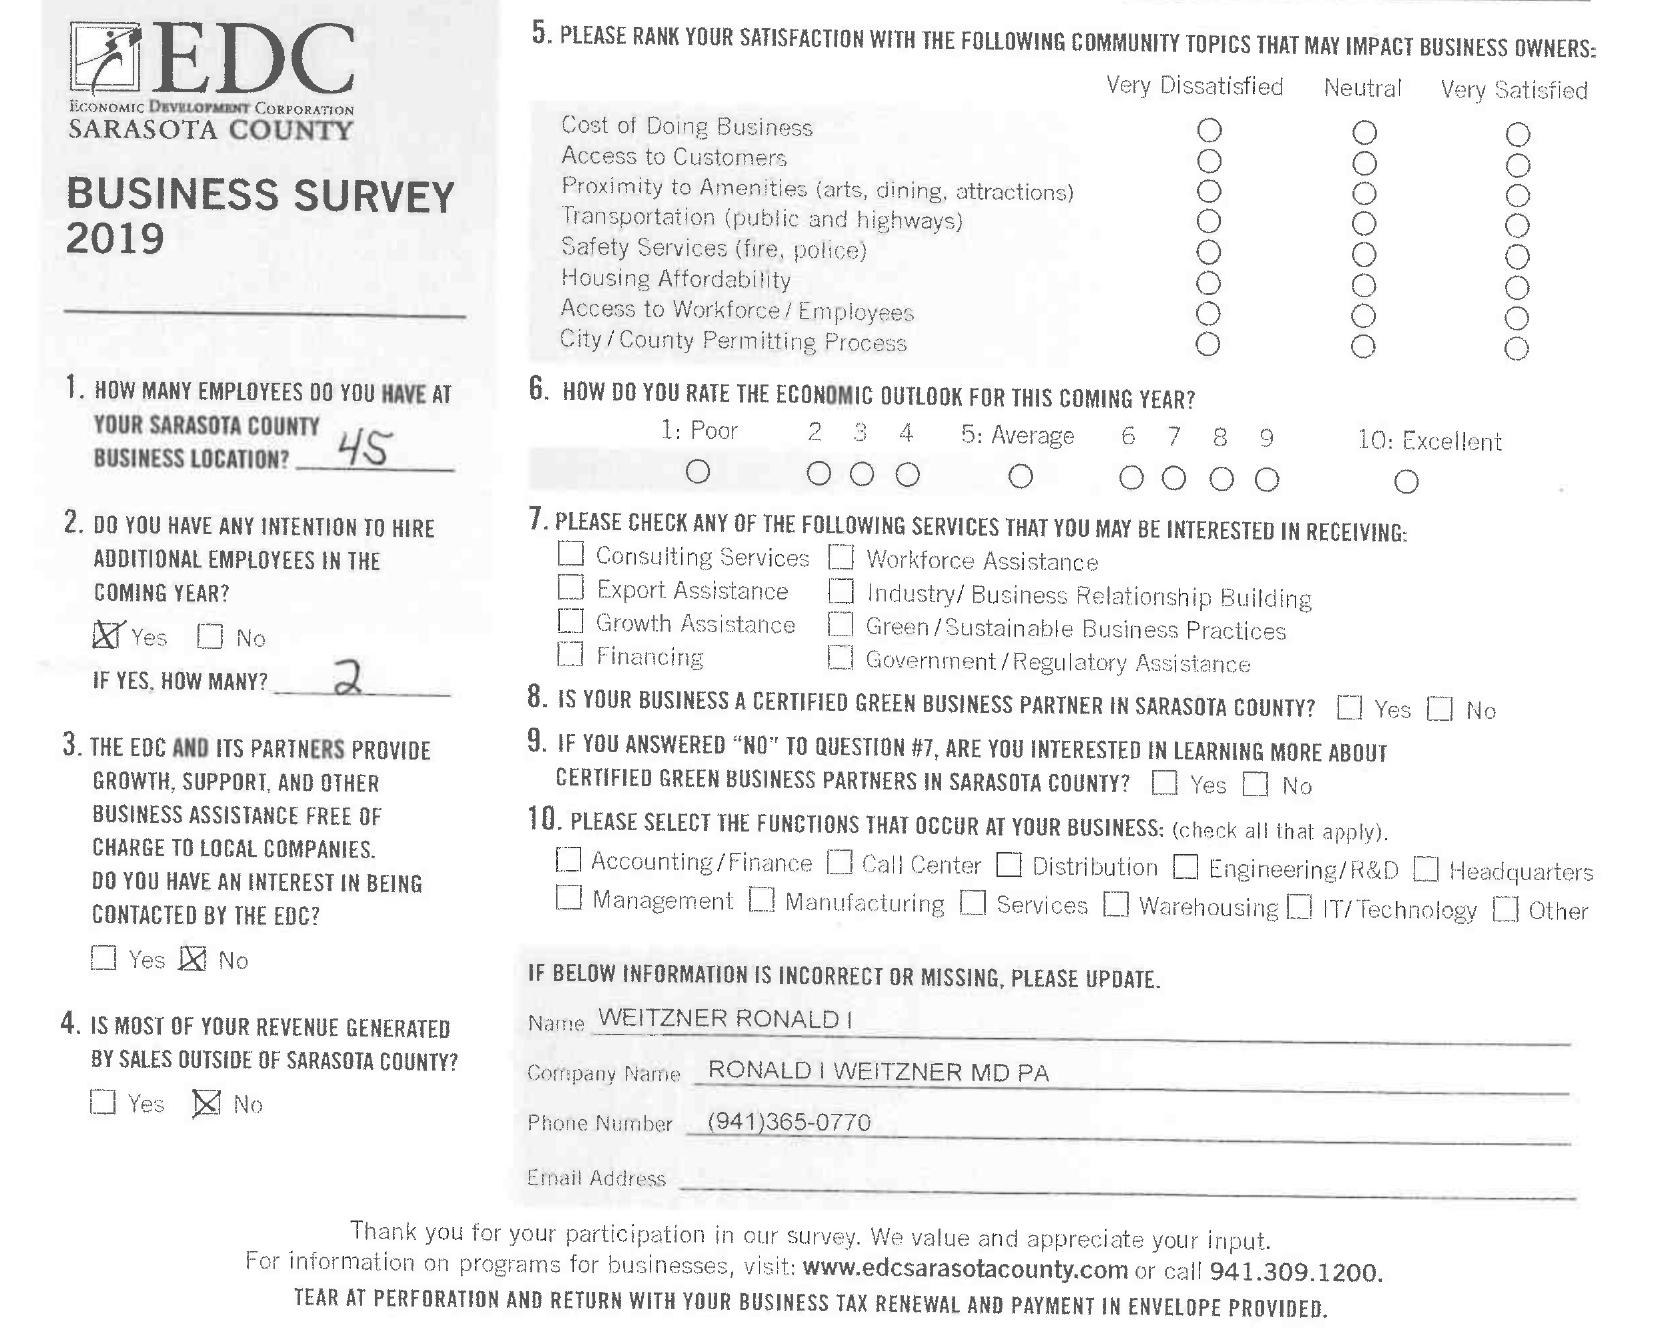 EDC
ECONOMIC DEVELOPMENT CORPORATION
SARASOTA COUNTY
BUSINESS SURVEY
2019
1. HOW MANY EMPLOYEES DO YOU HAVE AT
YOUR SARASOTA COUNTY
BUSINESS LOCATION? 45
2. DO YOU HAVE ANY INTENTION TO HIRE
ADDITIONAL EMPLOYEES IN THE
COMING YEAR?
Yes No
IF YES, HOW MANY? 2
3. THE EDC AND ITS PARTNERS PROVIDE
GROWTH, SUPPORT, AND OTHER
BUSINESS ASSISTANCE FREE OF
CHARGE TO LOCAL COMPANIES.
DO YOU HAVE AN INTEREST IN BEING
CONTACTED BY THE EDC?
Yes No
4. IS MOST OF YOUR REVENUE GENERATED
BY SALES OUTSIDE OF SARASOTA COUNTY?
Yes No
5. PLEASE RANK YOUR SATISFACTION WITH THE FOLLOWING COMMUNITY TOPICS THAT MAY IMPACT BUSINESS OWNERS:
Very Dissatisfied Neutral Very Satisfied
Cost of Doing Business
Access to Customers
Proximity to Amenities (arts, dining, attractions)
Transportation (public and highways)
Safety Services (fire, police)
Housing Affordability
Access to Workforce / Employees
City / County Permitting Process
6. HOW DO YOU RATE THE ECONOMIC OUTLOOK FOR THIS COMING YEAR?
1: Poor 2 3 4 5: Average 6 7 8 9 10: Excellent
7. PLEASE CHECK ANY OF THE FOLLOWING SERVICES THAT YOU MAY BE INTERESTED IN RECEIVING:
Consulting Services Workforce Assistance
Export Assistance Industry/ Business Relationship Building
Growth Assistance Green / Sustainable Business Practices
Financing Government / Regulatory Assistance
8. IS YOUR BUSINESS A CERTIFIED GREEN BUSINESS PARTNER IN SARASOTA COUNTY? Yes No
9. IF YOU ANSWERED "NO" TO QUESTION #7, ARE YOU INTERESTED IN LEARNING MORE ABOUT
CERTIFIED GREEN BUSINESS PARTNERS IN SARASOTA COUNTY? Yes No
10. PLEASE SELECT THE FUNCTIONS THAT OCCUR AT YOUR BUSINESS: (check all that apply).
Accounting/Finance Call Center Distribution Engineering/R&D Headquarters
Management Manufacturing Services Warehousing IT/Technology Other
IF BELOW INFORMATION IS INCORRECT OR MISSING, PLEASE UPDATE.
Name WEITZNER RONALD I
Company Name RONALD I WEITZNER MD PA
Phone Number (941)365-0770
Email Address
Thank you for your participation in our survey. We value and appreciate your input.
For information on programs for businesses, visit: www.edcsarasotacounty.com or call 941.309.1200.
TEAR AT PERFORATION AND RETURN WITH YOUR BUSINESS TAX RENEWAL AND PAYMENT IN ENVELOPE PROVIDED.